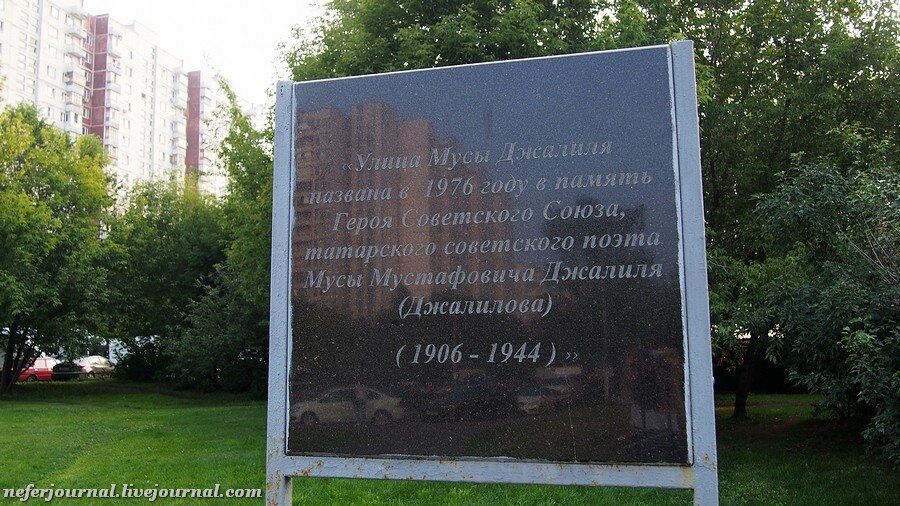 «Улица Мусы Джалиля
названа в 1976 году в память
Героя Советского Союза,
татарского советского поэта
Мусы Мустафовича Джалиля
(Джалилова)
( 1906 - 1944 ) »
neferjournal.livejournal.com